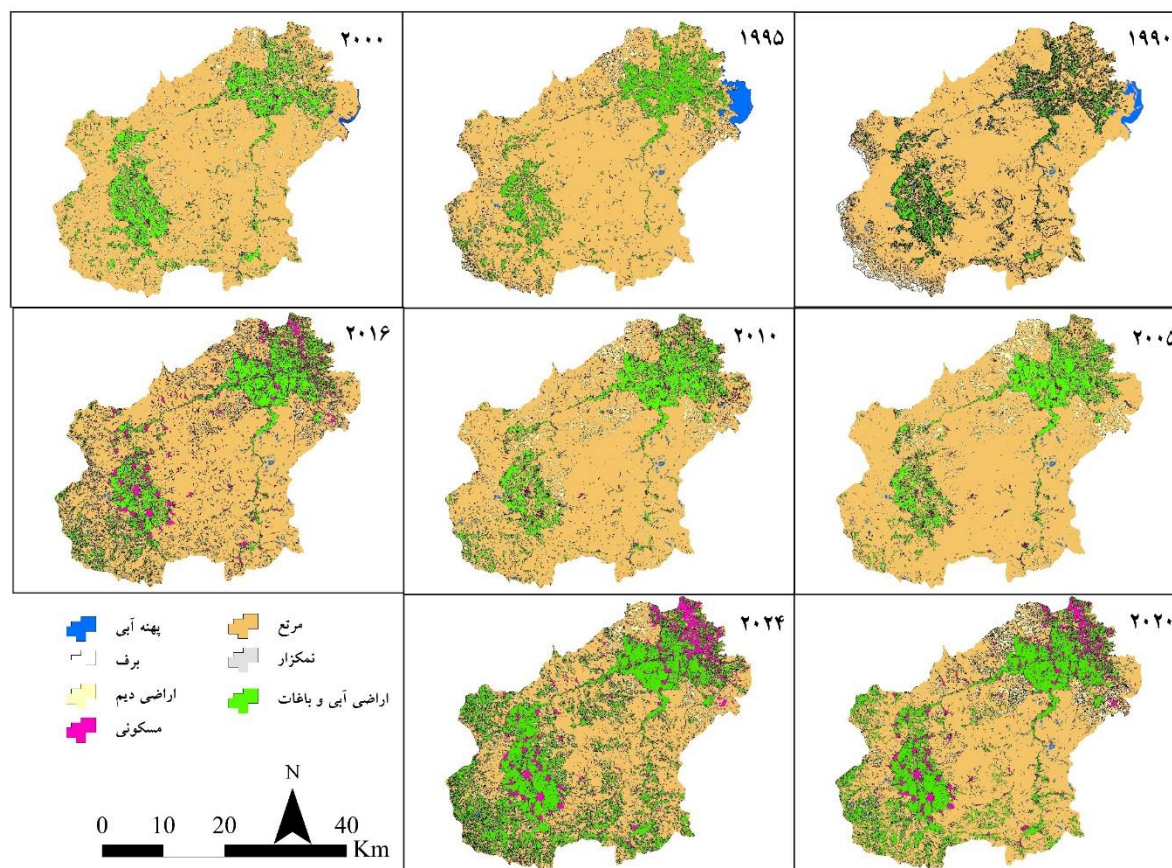 ۱۹۹۰
۱۹۹۵
۲۰۰۰
۲۰۰۵
۲۰۱۰
۲۰۱۶
۲۰۲۰
۲۰۲۴
مرتع
پهنه آبی
نمکزار
برف
اراضی آبی و باغات
اراضی دیم
مسکونی
N
0 10 20 40
Km